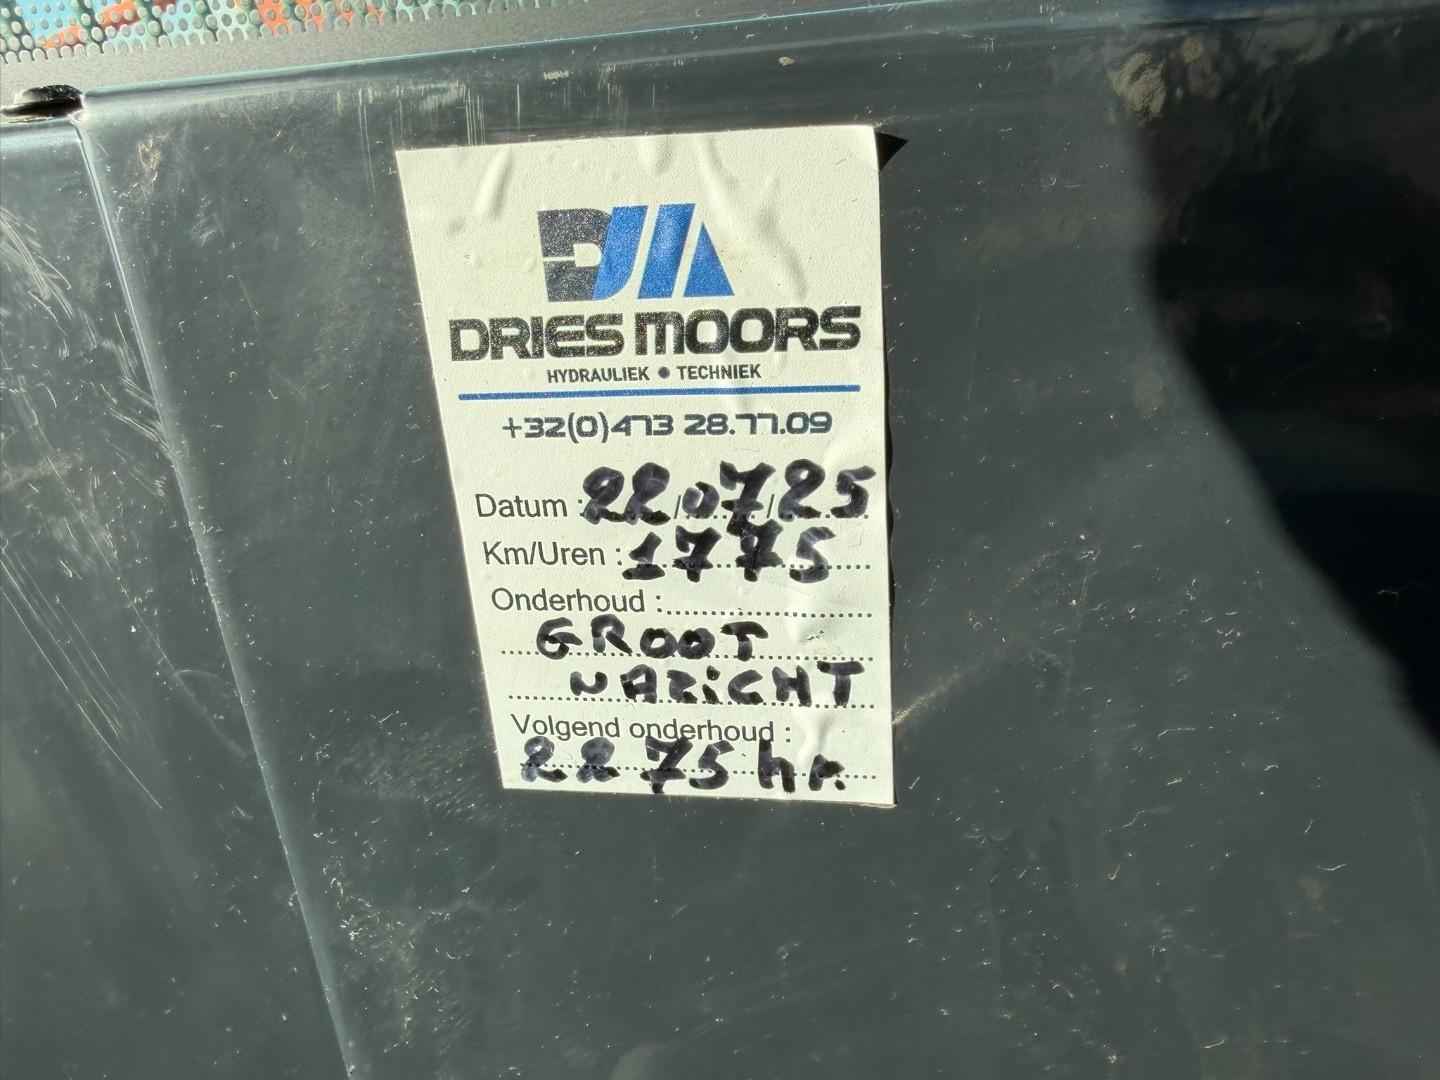 DM
DRIES MOORS
HYDRAULIEK • TECHNIEK
+32(0)473 28.77.09
Datum : 22/07/25
Km/Uren : 1775
Onderhoud :
GROOT
NAZICHT
Volgend onderhoud :
2275 hr.